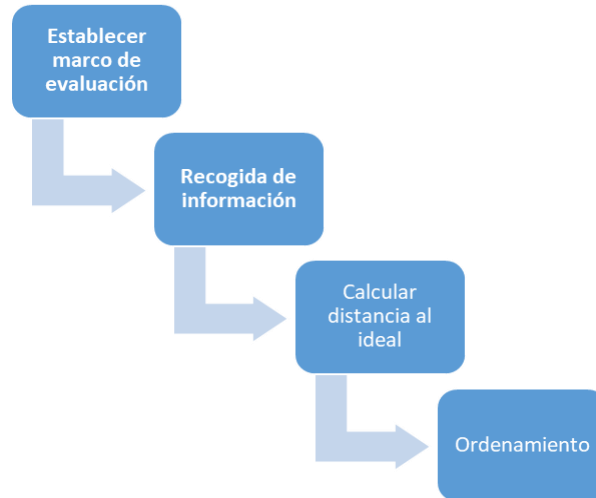 Establecer
marco de
evaluación
Recogida de
información
Calcular
distancia al
ideal
Ordenamiento